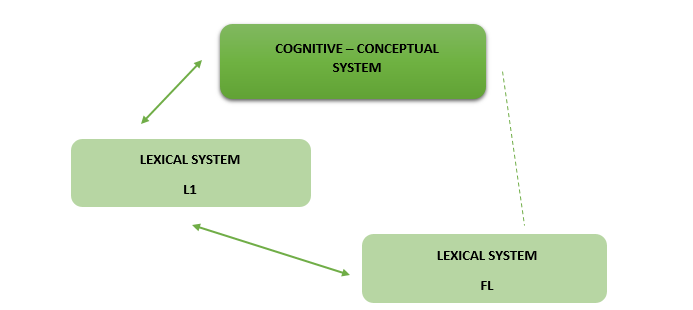 COGNITIVE – CONCEPTUAL
SYSTEM
LEXICAL SYSTEM
L1
LEXICAL SYSTEM
FL